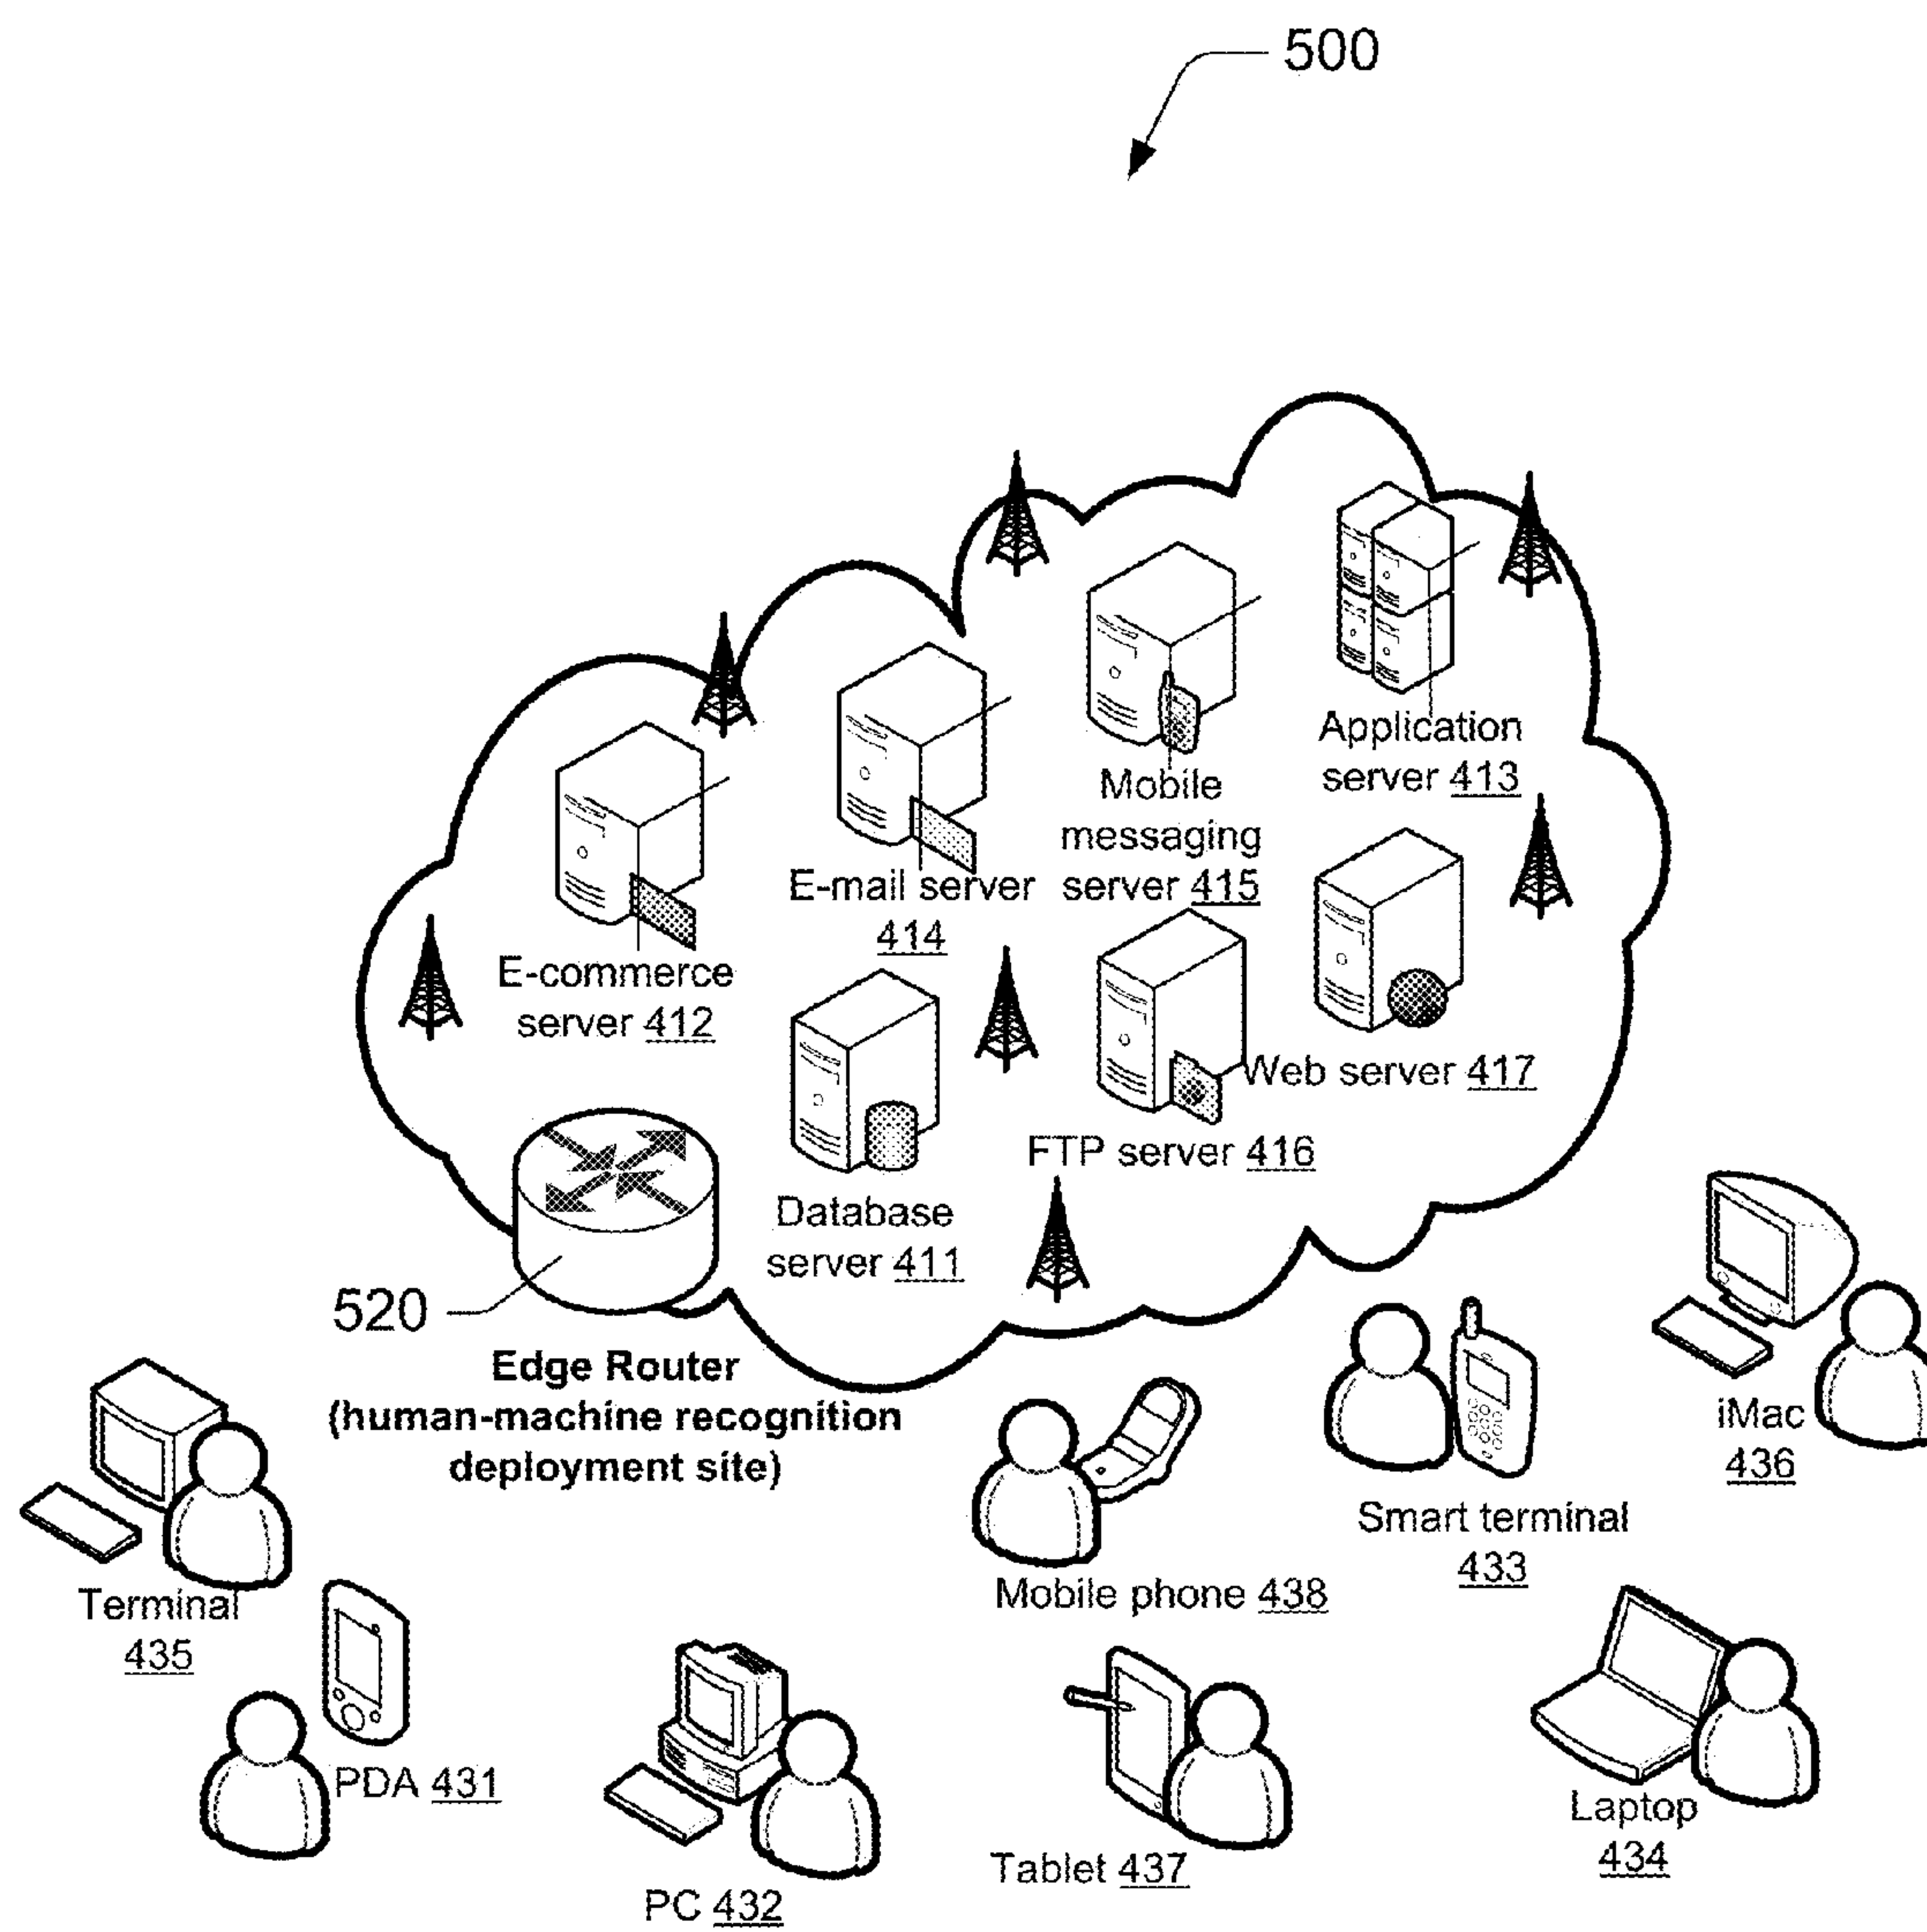 500
Application
server 413
Mobile
messaging
server 415
E-mail server
414
E-commerce
server 412
Web server 417
FTP server 416
Database
server 411
520
Edge Router
(human-machine recognition
deployment site)
iMac
436
Smart terminal
433
Mobile phone 438
Terminal
435
PDA 431
Laptop
434
Tablet 437
PC 432